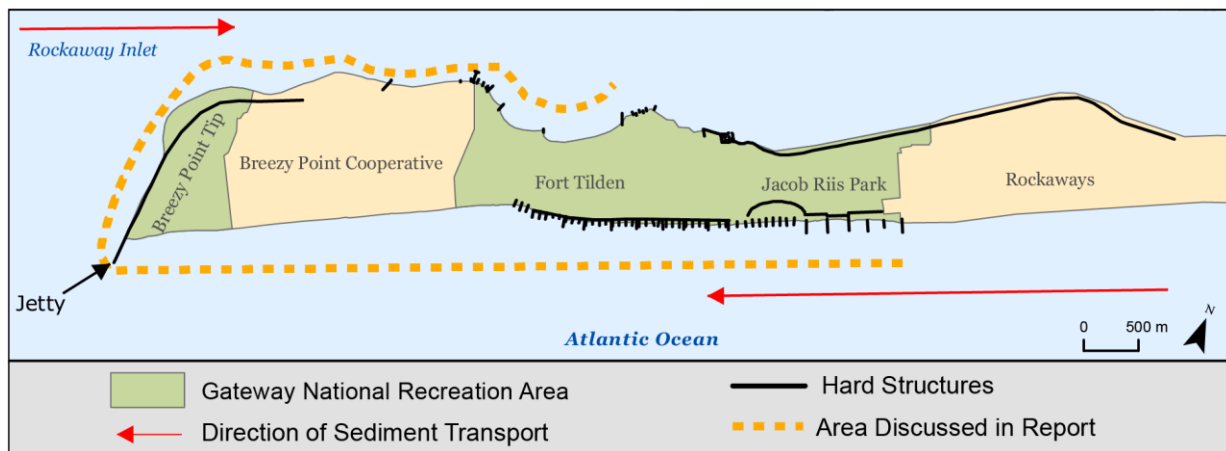 Rockaway Inlet
Breezy Point Tip
Breezy Point Cooperative
Fort Tilden
Jacob Riis Park
Rockaways
Jetty
Atlantic Ocean
0 500 m
N
Gateway National Recreation Area
Hard Structures
Direction of Sediment Transport
Area Discussed in Report